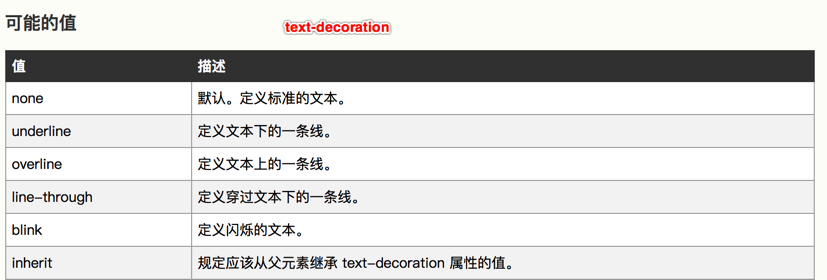 可能的值
text-decoration
值 描述
none 默认。定义标准的文本。
underline 定义文本下的一条线。
overline 定义文本上的一条线。
line-through 定义穿过文本下的一条线。
blink 定义闪烁的文本。
inherit 规定应该从父元素继承 text-decoration 属性的值。